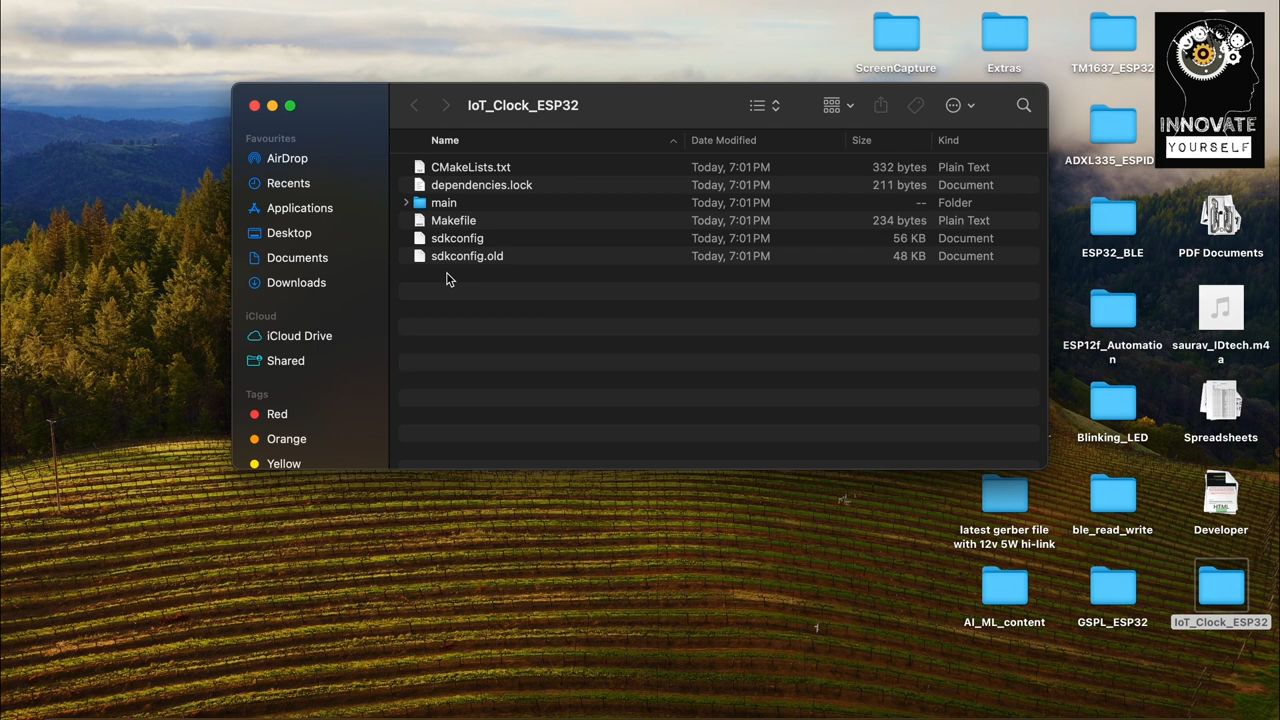 ScreenCapture
Extras
TM1637_ESP32
INNOVATE
YOURSELF
IoT_Clock_ESP32
Favourites
AirDrop
Recents
Applications
Desktop
Documents
Downloads
iCloud
iCloud Drive
Shared
Tags
Red
Orange
Yellow
Name Date Modified Size Kind
CMakeLists.txt Today, 7:01 PM 332 bytes Plain Text
dependencies.lock Today, 7:01 PM 211 bytes Document
main Today, 7:01 PM -- Folder
Makefile Today, 7:01 PM 234 bytes Plain Text
sdkconfig Today, 7:01 PM 56 KB Document
sdkconfig.old Today, 7:01 PM 48 KB Document
ADXL335_ESPID
ESP32_BLE
PDF Documents
ESP12f_Automatio
n
saurav_IDtech.m4
a
Blinking_LED
Spreadsheets
latest gerber file
with 12v 5W hi-link
ble_read_write
HTML
Developer
AI_ML_content
GSPL_ESP32
IoT_Clock_ESP32